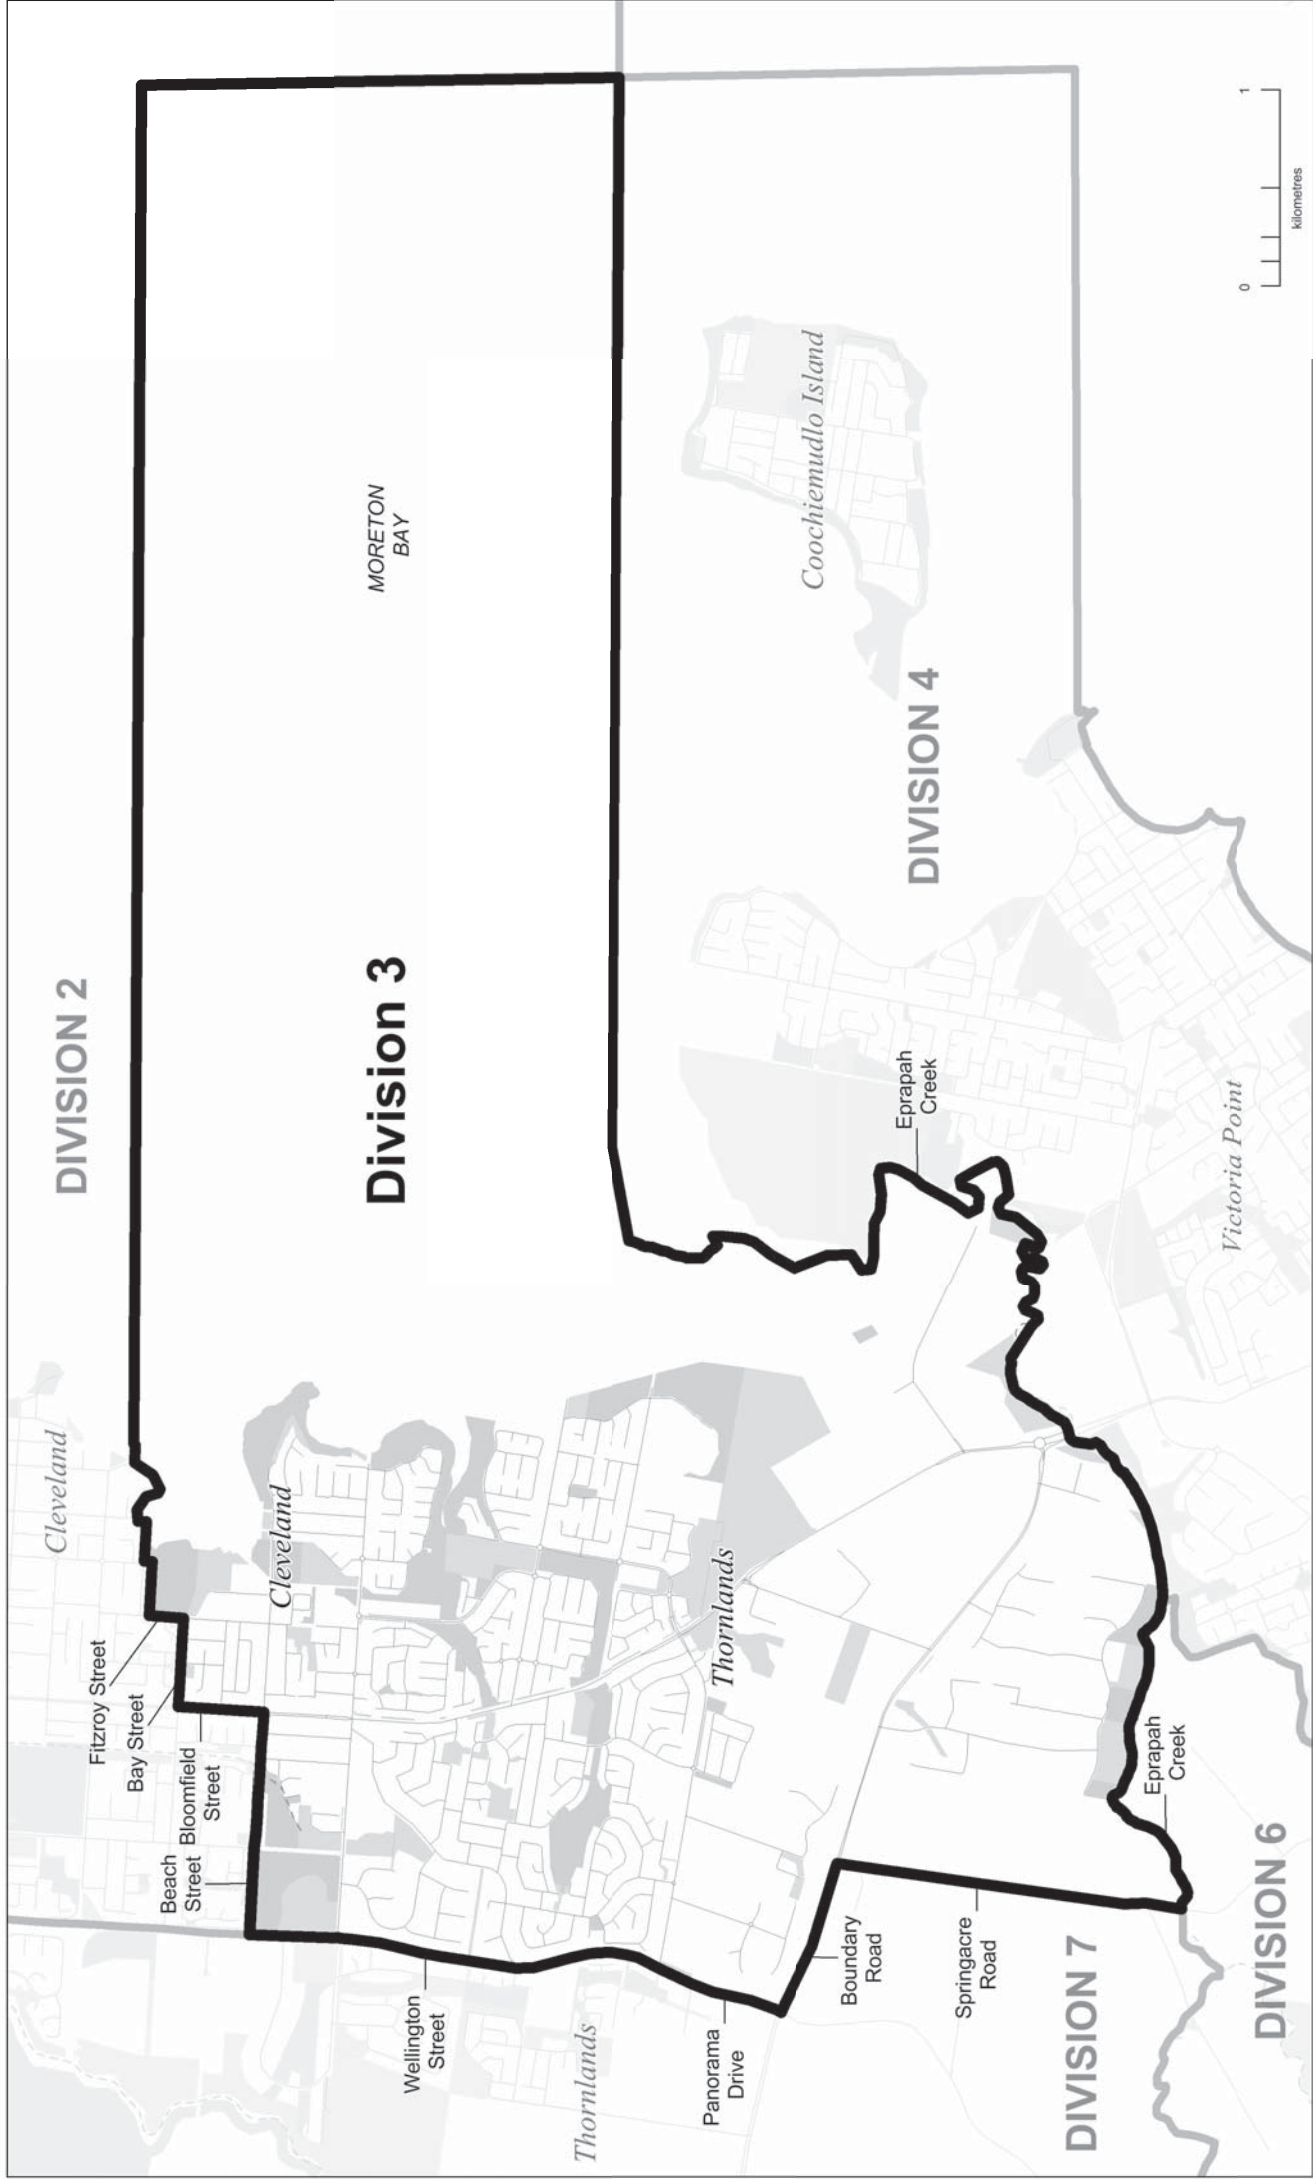 DIVISION 2
Cleveland
Fitzroy Street
Bay Street
Bloomfield
Street
Beach
Street
Cleveland
Division 3
MORETON
BAY
Wellington
Street
Thornlands
Thornlands
Panorama
Drive
Boundary
Road
Springacre
Road
Eprapah
Creek
DIVISION 4
Coochiemudlo Island
Victoria Point
Eprapah
Creek
DIVISION 7
DIVISION 6
0
1
kilometres